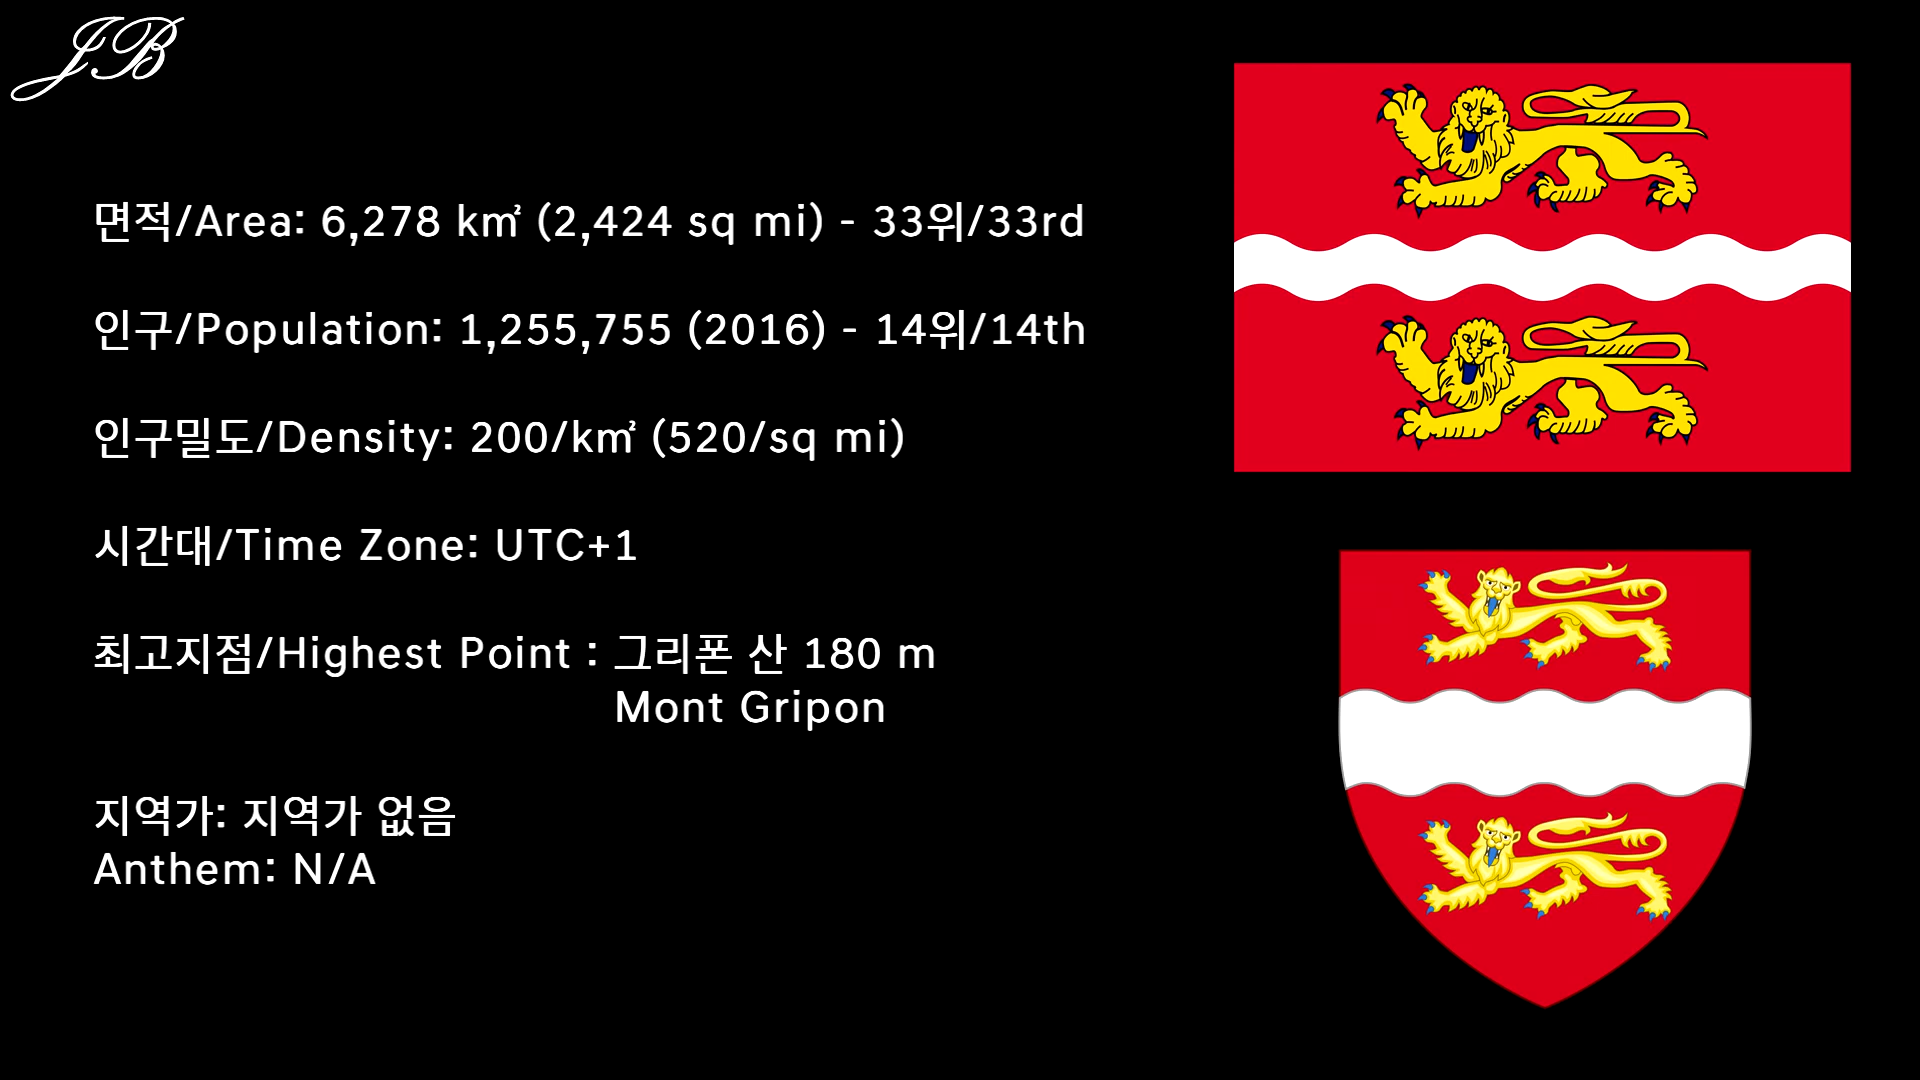 JB
면적/Area: 6,278 ㎢ (2,424 sq mi) - 33위/33rd
인구/Population: 1,255,755 (2016) - 14위/14th
인구밀도/Density: 200/㎢ (520/sq mi)
시간대/Time Zone: UTC+1
최고지점/Highest Point : 그리폰 산 180 m
Mont Gripon
지역가: 지역가 없음
Anthem: N/A